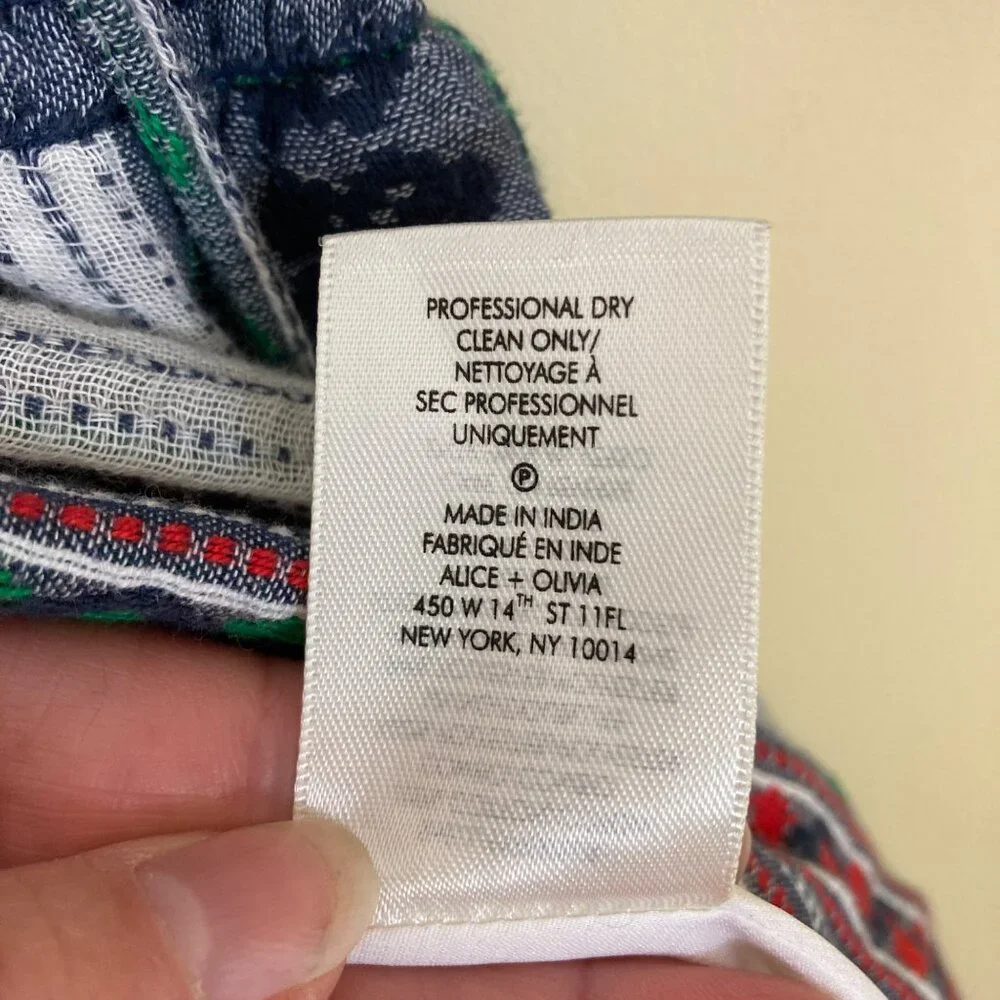 PROFESSIONAL DRY
CLEAN ONLY/
NETTOYAGE À
SEC PROFESSIONNEL
UNIQUEMENT
Ⓟ
MADE IN INDIA
FABRIQUÉ EN INDE
ALICE + OLIVIA
450 W 14TH ST 11FL
NEW YORK, NY 10014